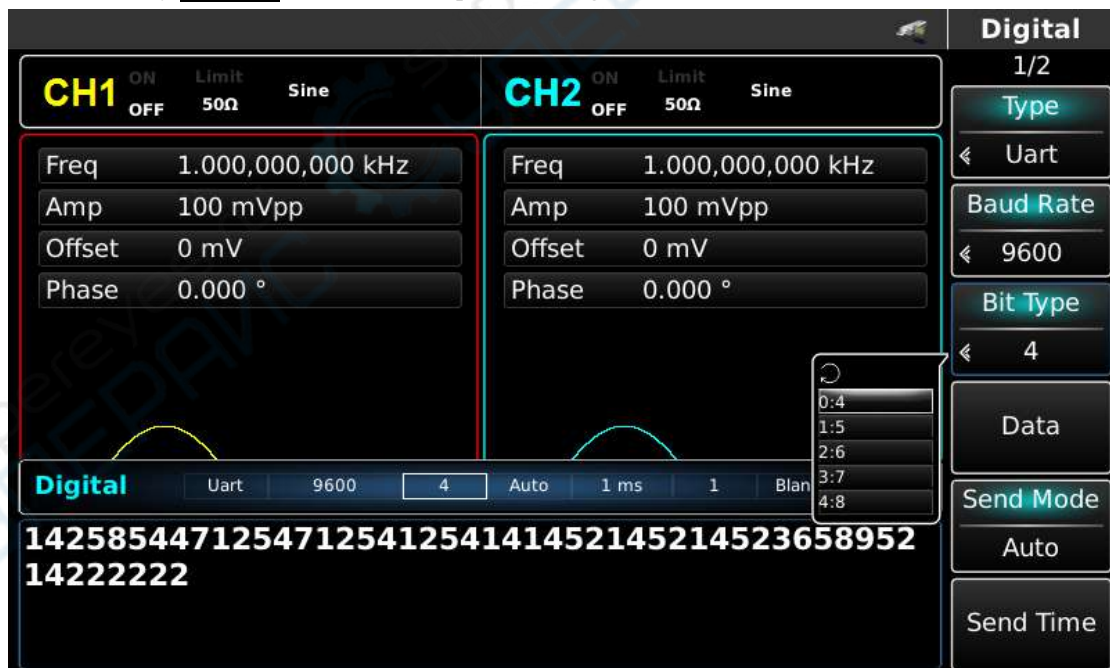 Digital
1/2
CH1 ON OFF Limit 50Ω Sine
CH2 ON OFF Limit 50Ω Sine
Freq 1.000,000,000 kHz
Amp 100 mVpp
Offset 0 mV
Phase 0.000 °
Freq 1.000,000,000 kHz
Amp 100 mVpp
Offset 0 mV
Phase 0.000 °
Type
Uart
Baud Rate
9600
Bit Type
4
0:4
1:5
2:6
3:7
4:8
Data
Send Mode
Auto
Send Time
Digital Uart 9600 4 Auto 1 ms 1 Blan
1425854471254712541254141452145214523658952
14222222